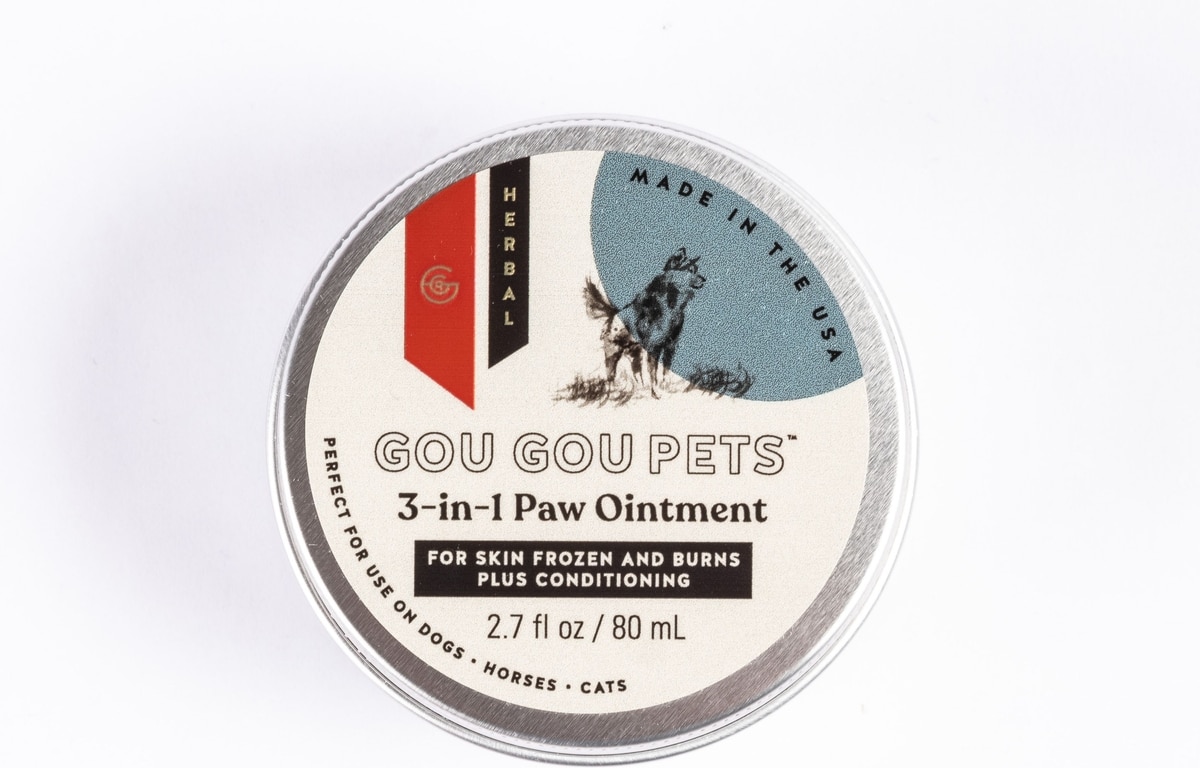 HERBAL
MADE IN THE USA
GOU GOU PETS™
3-in-1 Paw Ointment
FOR SKIN FROZEN AND BURNS
PLUS CONDITIONING
2.7 fl oz / 80 mL
PERFECT FOR USE ON DOGS • HORSES • CATS